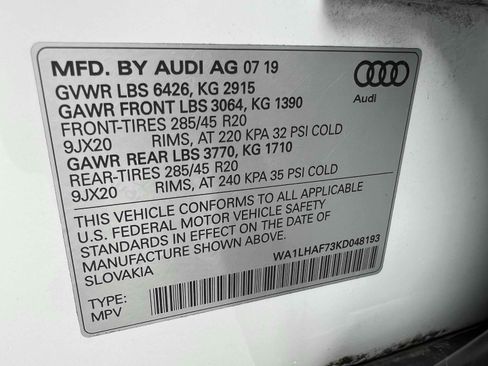 MFD. BY AUDI AG 07 19
GVWR LBS 6426, KG 2915
GAWR FRONT LBS 3064, KG 1390
FRONT-TIRES 285/45 R20
9JX20 RIMS, AT 220 KPA 32 PSI COLD
GAWR REAR LBS 3770, KG 1710
REAR-TIRES 285/45 R20
9JX20 RIMS, AT 240 KPA 35 PSI COLD
Audi
THIS VEHICLE CONFORMS TO ALL APPLICABLE
U.S. FEDERAL MOTOR VEHICLE SAFETY
STANDARDS IN EFFECT ON THE DATE OF
MANUFACTURE SHOWN ABOVE.
SLOVAKIA
WA1LHAF73KD048193
TYPE:
MPV